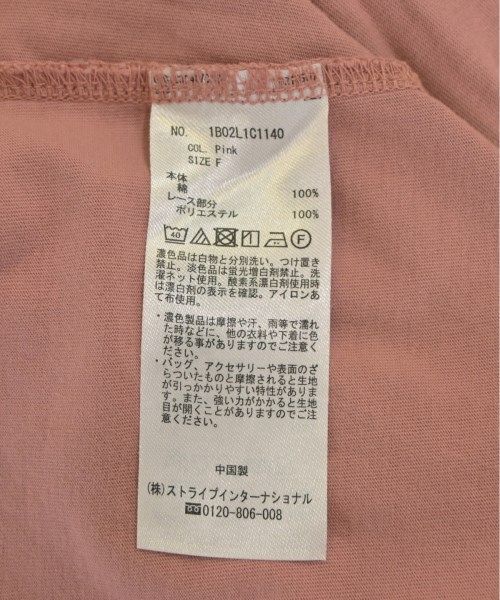 NO. 1B02L1C1140
COL. Pink
SIZE F
本体
綿 100%
レース部分
ポリエステル 100%
40
F
濃色品は白物と分別洗い。つけ置き
禁止。淡色品は蛍光増白剤禁止。洗
濯ネット使用。酸素系漂白剤使用時
は漂白剤の表示を確認。アイロンあ
て布使用。
・濃色製品は摩擦や汗、雨等で濡れ
た時などに、他の衣料や下着に色
が移る事がありますのでご注意く
ださい。
・バッグ、アクセサリーや表面のざ
らついたものと摩擦されると生地
が引っかかりやすい特性がありま
す。また、強い力がかかると生地
目が開くことがありますのでご注
意ください。
中国製
(株)ストライプインターナショナル
0120-806-008